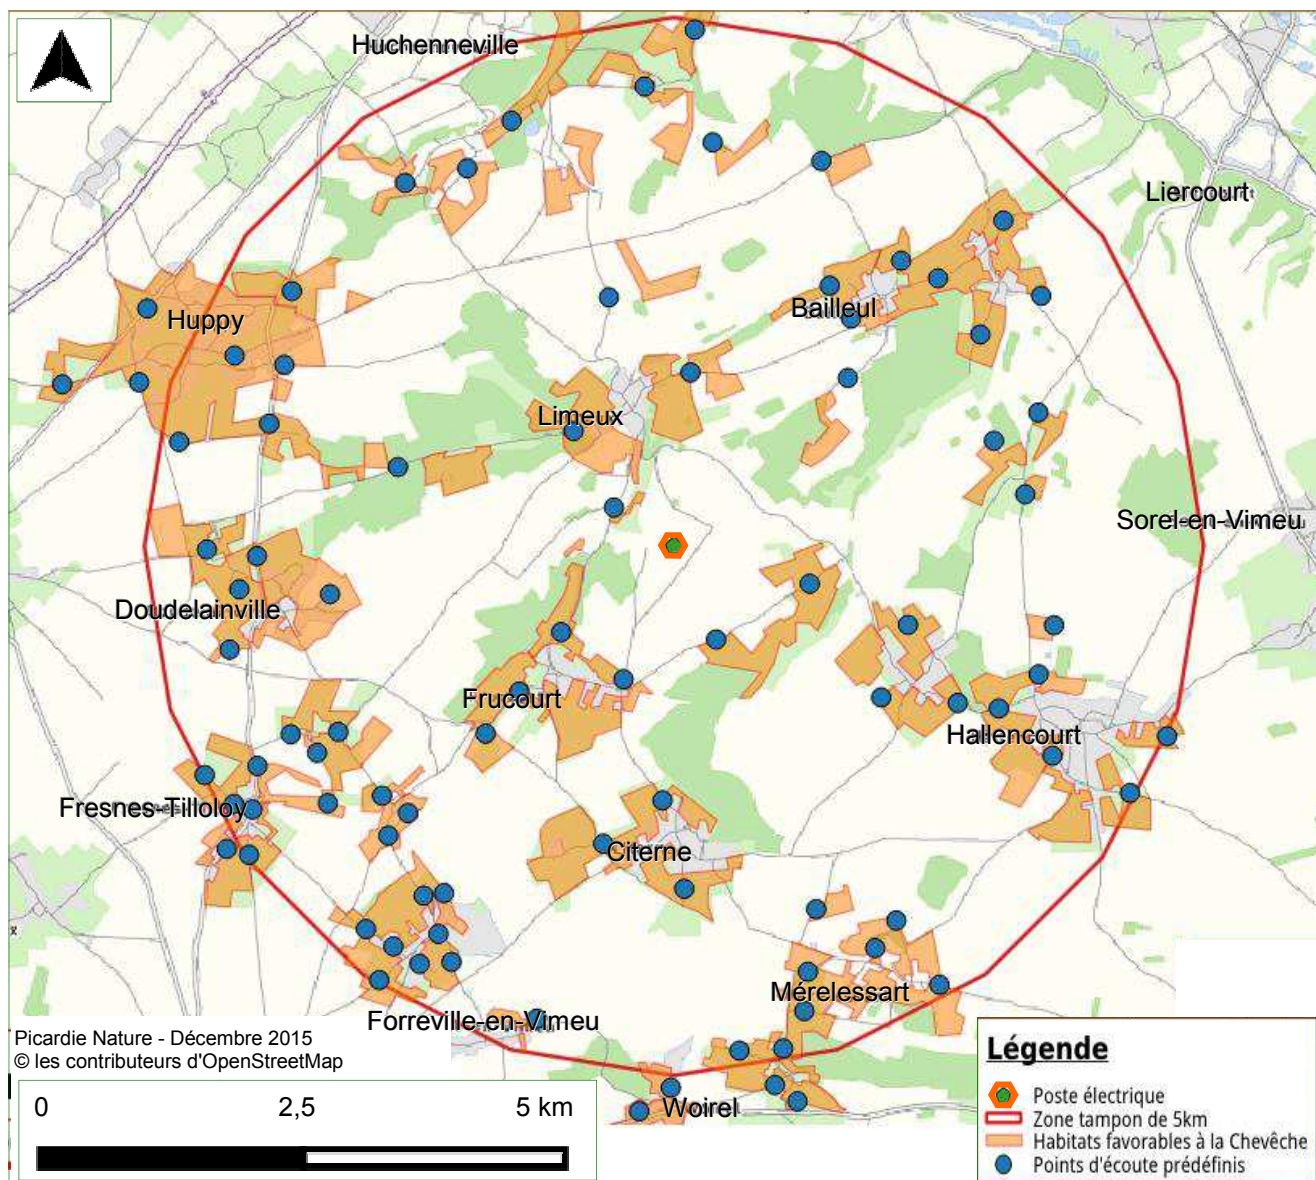 Huchenneville
Liercourt
Huppy
Bailleul
Limeux
Sorel-en-Vimeu
Doudelainville
Frucourt
Hallencourt
Fresnes-Tilloloy
Citerne
Mérelessart
Forreville-en-Vimeu
Woirel
Picardie Nature - Décembre 2015
© les contributeurs d'OpenStreetMap
0 2,5 5 km
Légende
Poste électrique
Zone tampon de 5km
Habitats favorables à la Chevêche
Points d'écoute prédéfinis